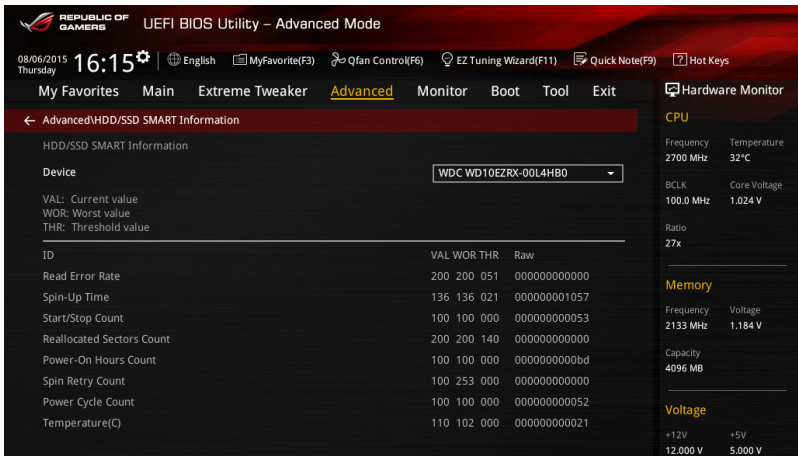 REPUBLIC OF
GAMERS
UEFI BIOS Utility – Advanced Mode
08/06/2015
Thursday
16:15
English
MyFavorite(F3)
Qfan Control(F6)
EZ Tuning Wizard(F11)
Quick Note(F9)
? Hot Keys
My Favorites Main Extreme Tweaker Advanced Monitor Boot Tool Exit
← Advanced\HDD/SSD SMART Information
HDD/SSD SMART Information
Device WDC WD10EZRX-00L4HB0
VAL: Current value
WOR: Worst value
THR: Threshold value
ID VAL WOR THR Raw
Read Error Rate 200 200 051 000000000000
Spin-Up Time 136 136 021 000000001057
Start/Stop Count 100 100 000 000000000053
Reallocated Sectors Count 200 200 140 000000000000
Power-On Hours Count 100 100 000 0000000000bd
Spin Retry Count 100 253 000 000000000000
Power Cycle Count 100 100 000 000000000052
Temperature(C) 110 102 000 000000000021
Hardware Monitor
CPU
Frequency Temperature
2700 MHz 32°C
BCLK Core Voltage
100.0 MHz 1.024 V
Ratio
27x
Memory
Frequency Voltage
2133 MHz 1.184 V
Capacity
4096 MB
Voltage
+12V +5V
12.000 V 5.000 V